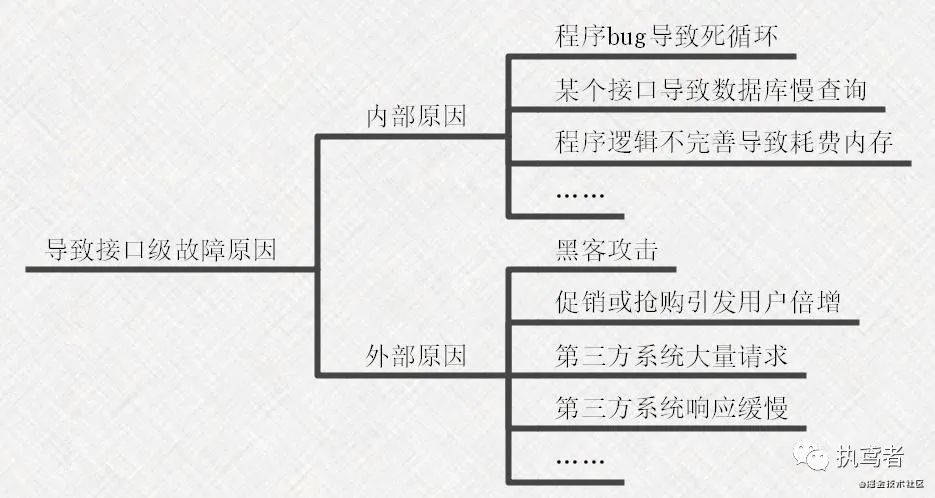 程序bug导致死循环
内部原因
某个接口导致数据库慢查询
程序逻辑不完善导致耗费内存
……
导致接口级故障原因
黑客攻击
促销或抢购引发用户倍增
外部原因
第三方系统大量请求
第三方系统响应缓慢
……
执鸢者
@掘金技术社区